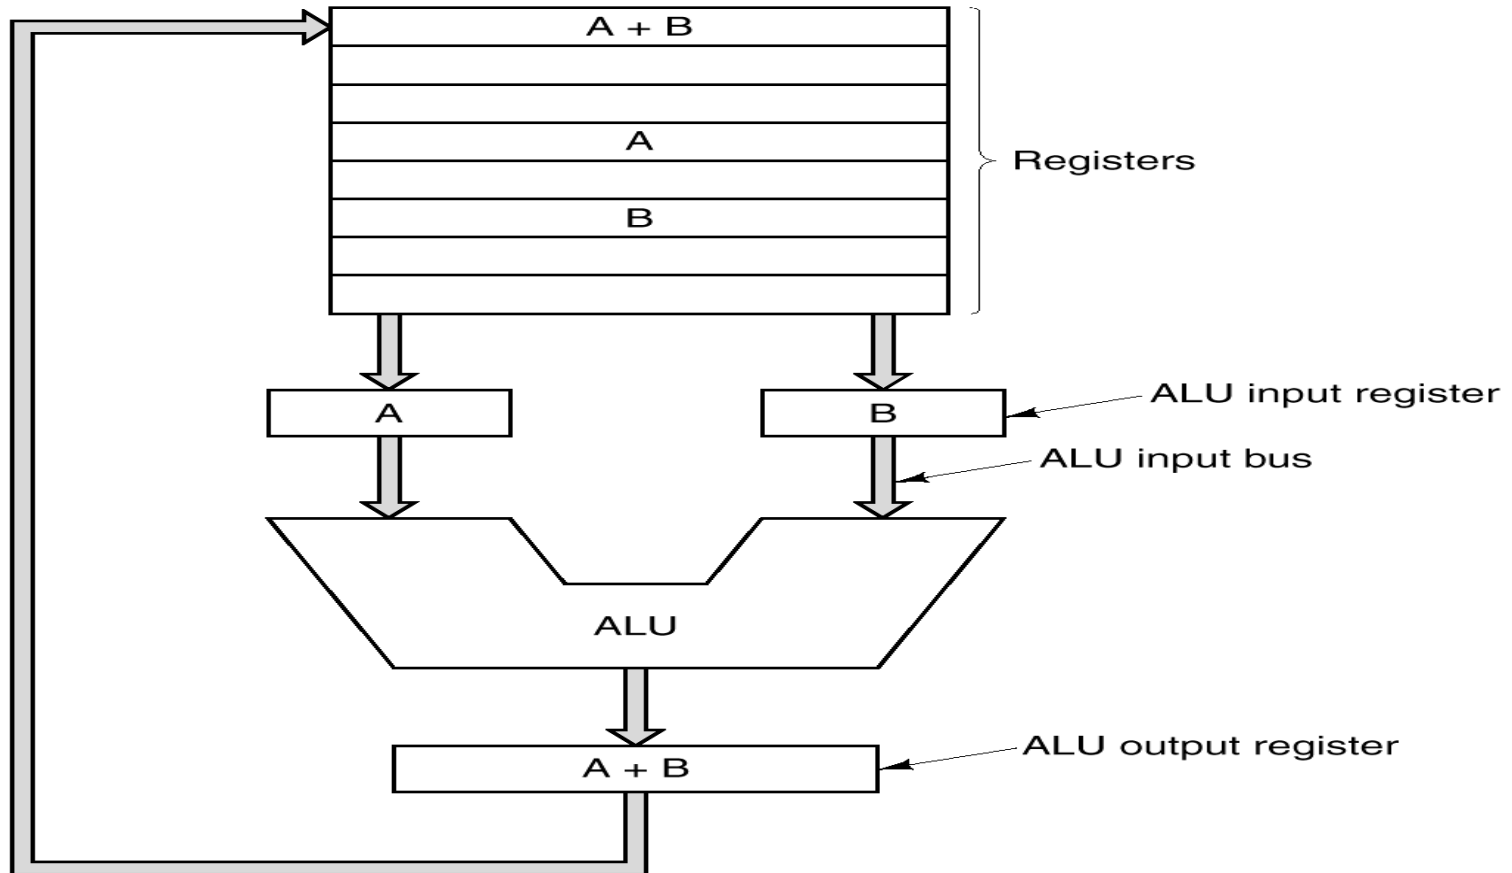 A + B
A
Registers
B
A
B
ALU input register
ALU input bus
ALU
ALU output register
A + B